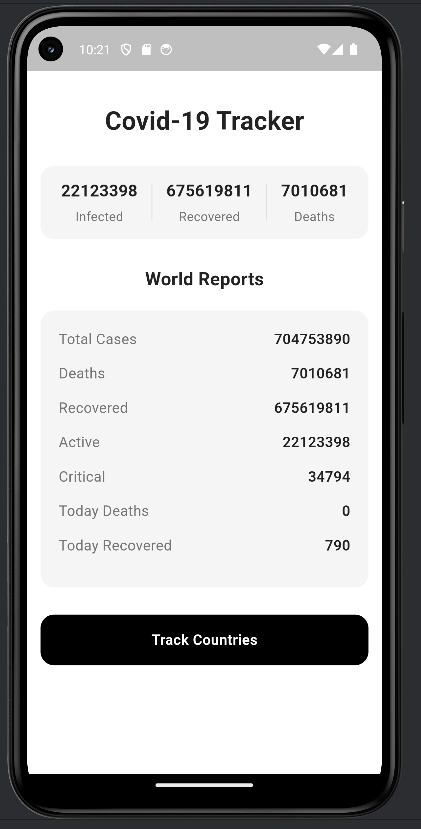 10:21
Covid-19 Tracker
22123398 675619811 7010681
Infected Recovered Deaths
World Reports
Total Cases 704753890
Deaths 7010681
Recovered 675619811
Active 22123398
Critical 34794
Today Deaths 0
Today Recovered 790
Track Countries